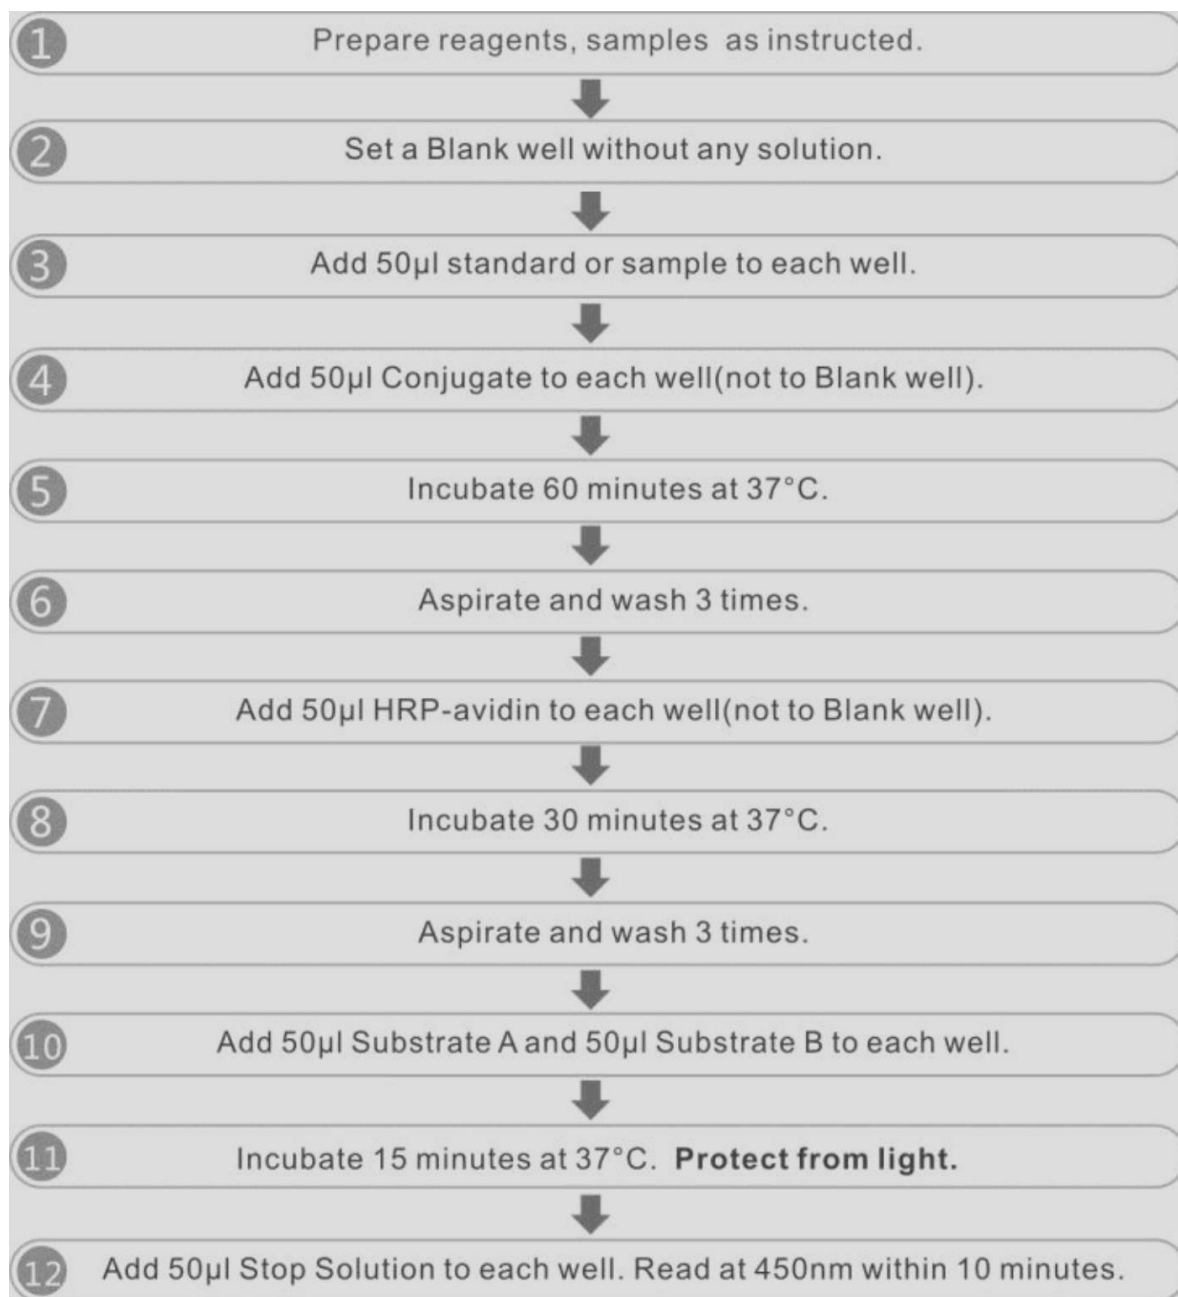 1 Prepare reagents, samples as instructed.
2 Set a Blank well without any solution.
3 Add 50µl standard or sample to each well.
4 Add 50µl Conjugate to each well(not to Blank well).
5 Incubate 60 minutes at 37°C.
6 Aspirate and wash 3 times.
7 Add 50µl HRP-avidin to each well(not to Blank well).
8 Incubate 30 minutes at 37°C.
9 Aspirate and wash 3 times.
10 Add 50µl Substrate A and 50µl Substrate B to each well.
11 Incubate 15 minutes at 37°C. Protect from light.
12 Add 50µl Stop Solution to each well. Read at 450nm within 10 minutes.